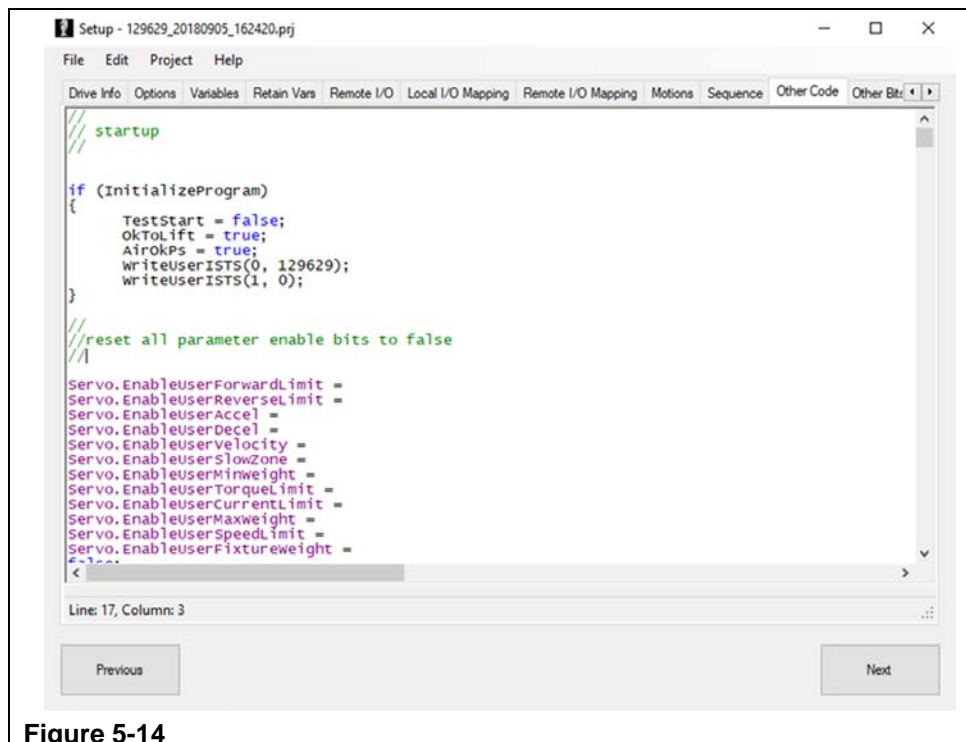 Setup - 129629_20180905_162420.prj
File Edit Project Help
Drive Info Options Variables Retain Vars Remote I/O Local I/O Mapping Remote I/O Mapping Motions Sequence Other Code Other Bits
//
// startup
//
if (InitializeProgram)
{
TestStart = false;
OkToLift = true;
AirOkPs = true;
WriteUserISTS(0, 129629);
WriteUserISTS(1, 0);
}
//
//reset all parameter enable bits to false
//
Servo.EnableUserForwardLimit =
Servo.EnableUserReverseLimit =
Servo.EnableUserAccel =
Servo.EnableUserDecel =
Servo.EnableUserVelocity =
Servo.EnableUserSlowZone =
Servo.EnableUserMinWeight =
Servo.EnableUserTorqueLimit =
Servo.EnableUserCurrentLimit =
Servo.EnableUserMaxWeight =
Servo.EnableUserSpeedLimit =
Servo.EnableUserFixtureWeight =
false;
Line: 17, Column: 3
Previous Next
Figure 5-14